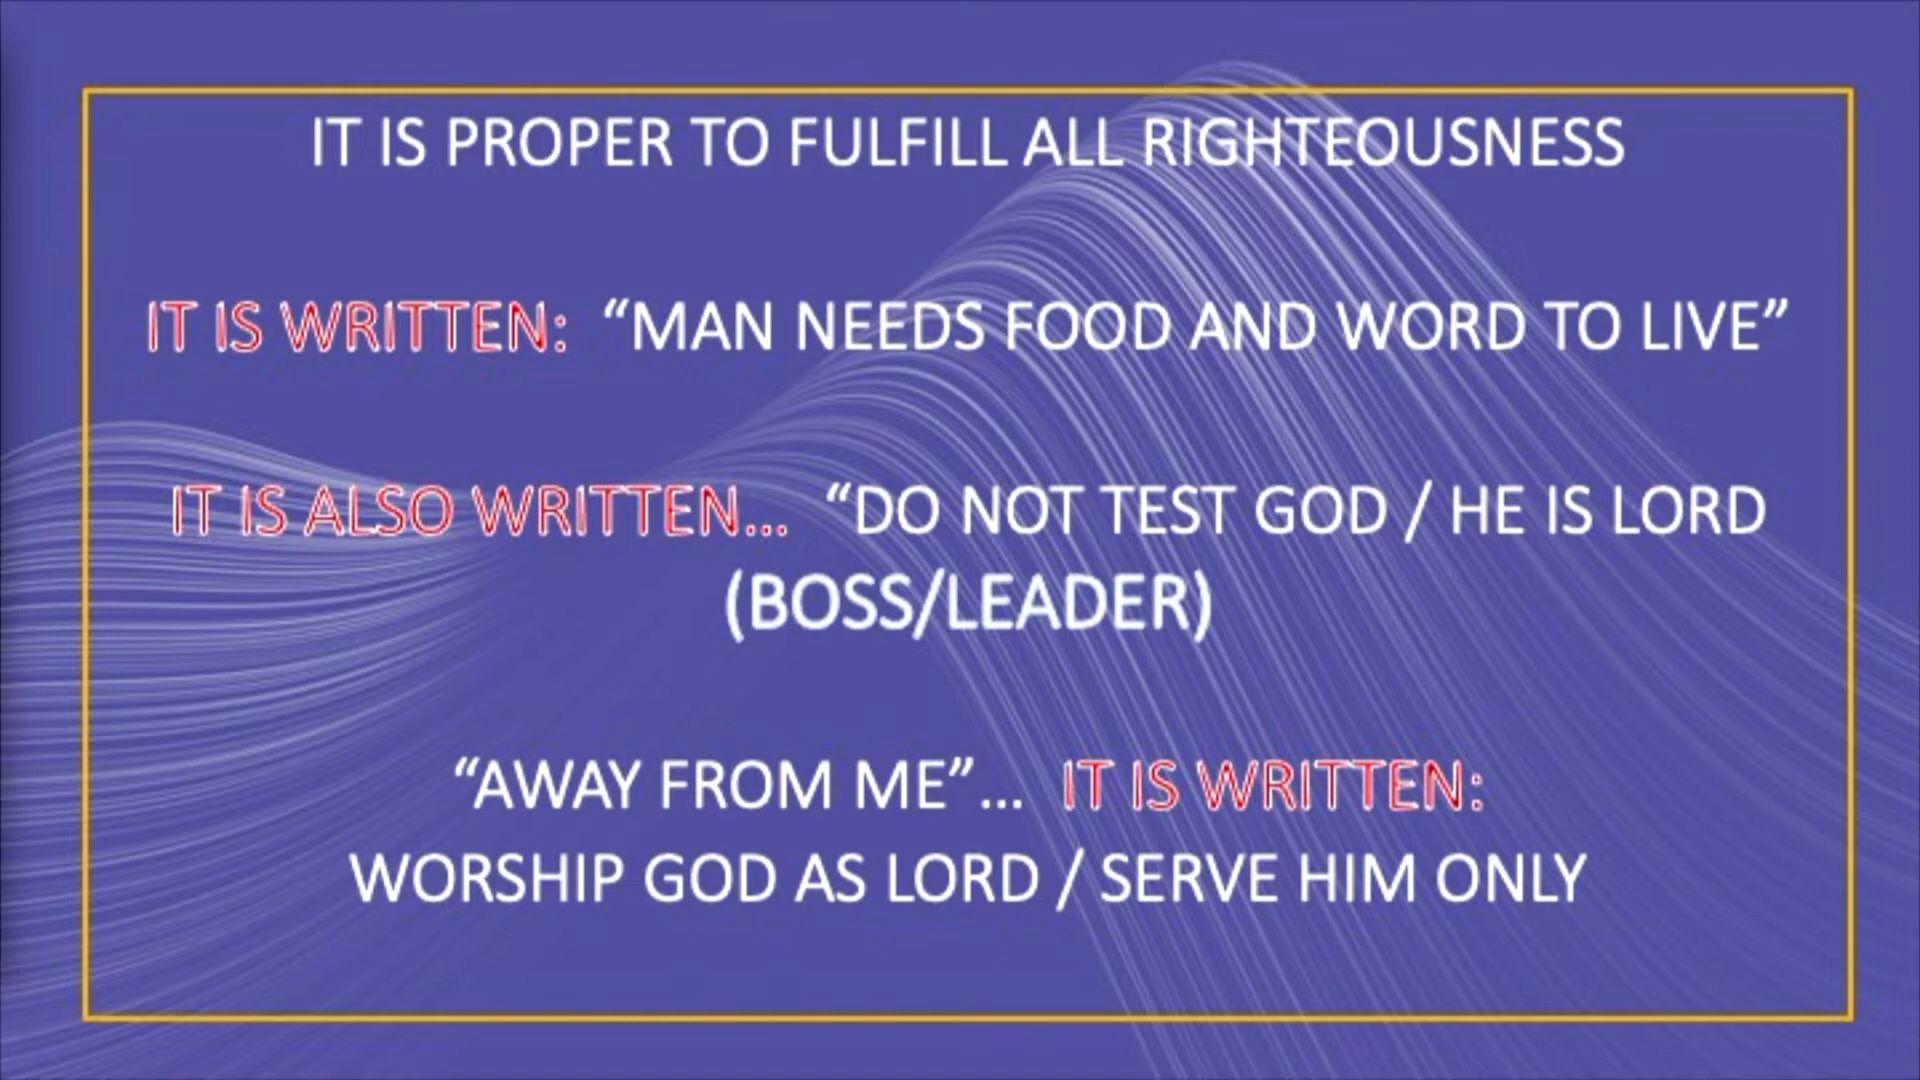 IT IS PROPER TO FULFILL ALL RIGHTEOUSNESS
IT IS WRITTEN: “MAN NEEDS FOOD AND WORD TO LIVE”
IT IS ALSO WRITTEN... “DO NOT TEST GOD / HE IS LORD
(BOSS/LEADER)
“AWAY FROM ME”... IT IS WRITTEN:
WORSHIP GOD AS LORD / SERVE HIM ONLY